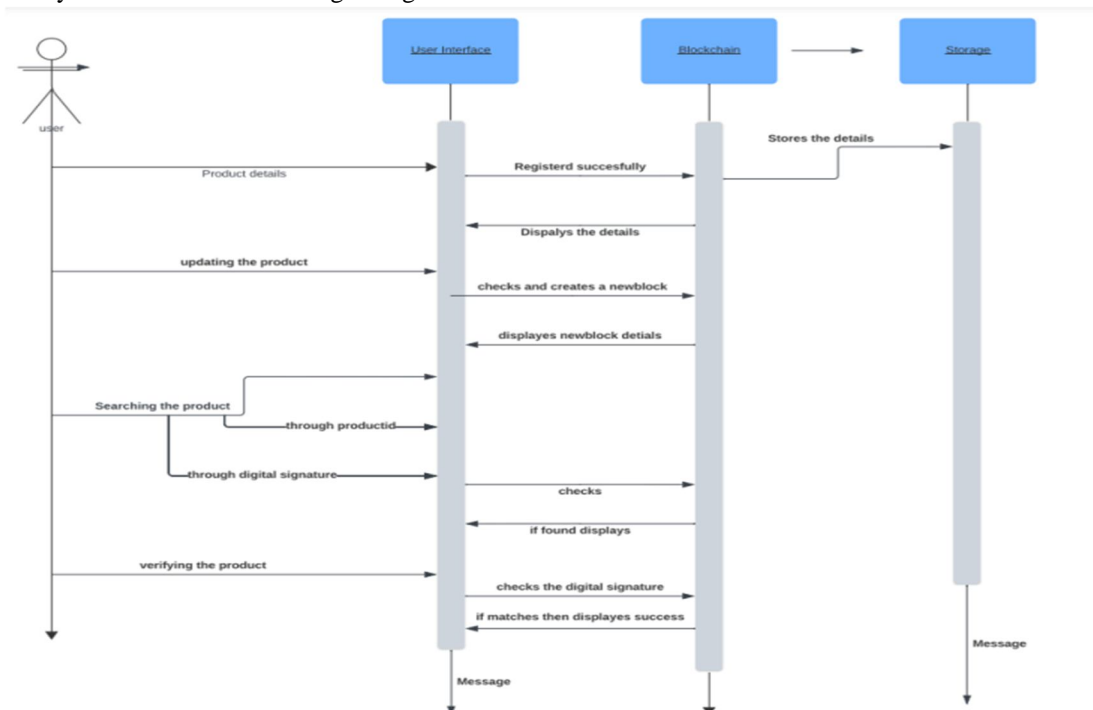 User Interface
Blockchain
Storage
user
Stores the details
Product details
Registerd succesfully
Dispalys the details
updating the product
checks and creates a newblock
displayes newblock detials
Searching the product
through productid
through digital signature
checks
if found displays
verifying the product
checks the digital signature
if matches then displayes success
Message
Message